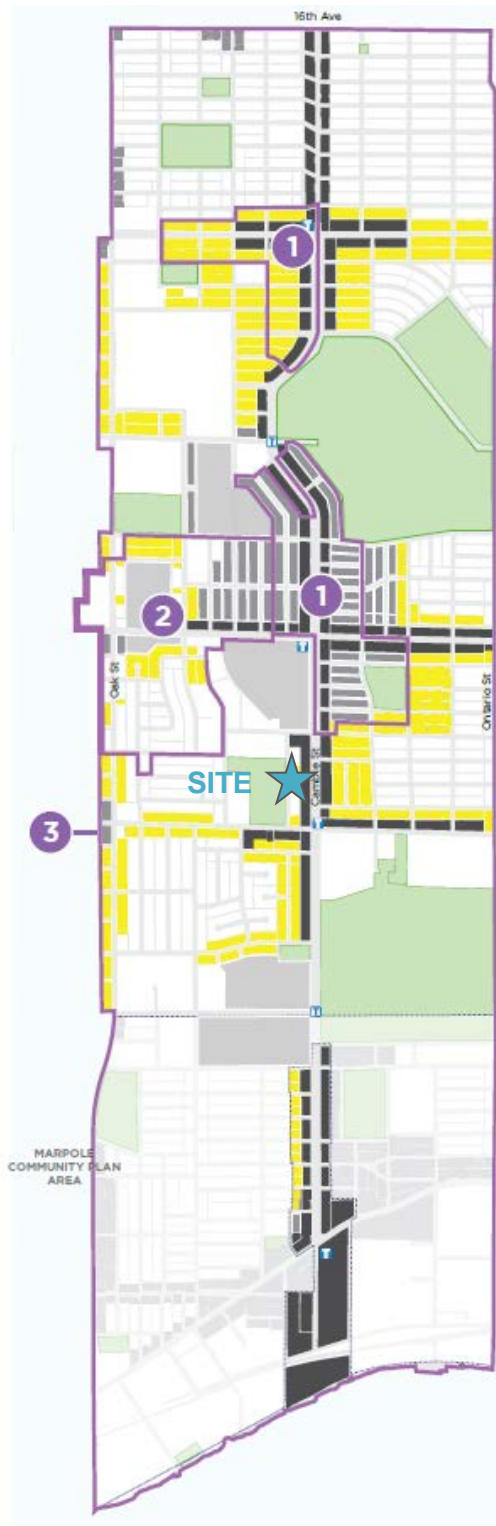 16th Ave
T
1
T
1
2
T
Oak St
Ontario St
Cambie St
SITE
3
T
T
MARPOLE
COMMUNITY PLAN
AREA
T